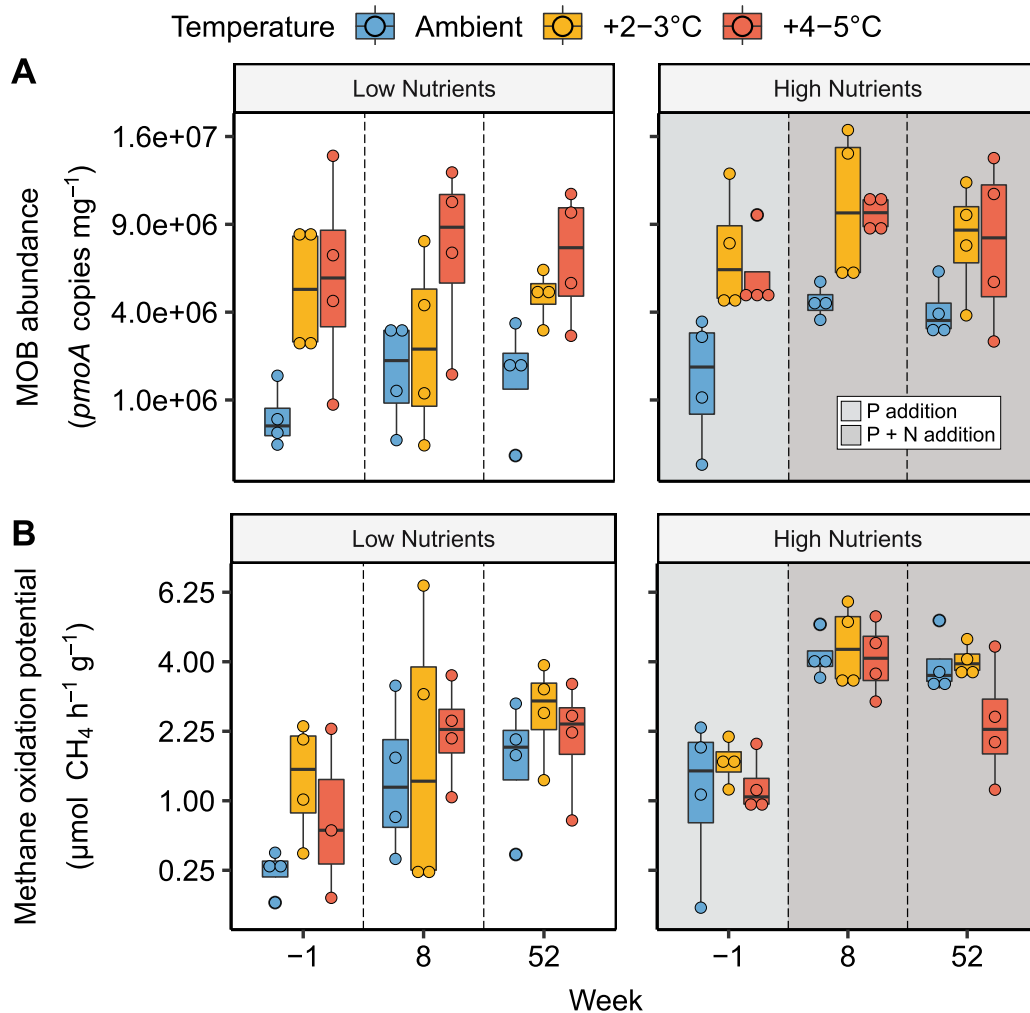 Temperature Ambient +2−3°C +4−5°C
A
Low Nutrients High Nutrients
MOB abundance
(pmoA copies mg⁻¹)
1.6e+07
9.0e+06
4.0e+06
1.0e+06
P addition
P + N addition
B
Low Nutrients High Nutrients
Methane oxidation potential
(μmol CH₄ h⁻¹ g⁻¹)
6.25
4.00
2.25
1.00
0.25
−1 8 52 −1 8 52
Week